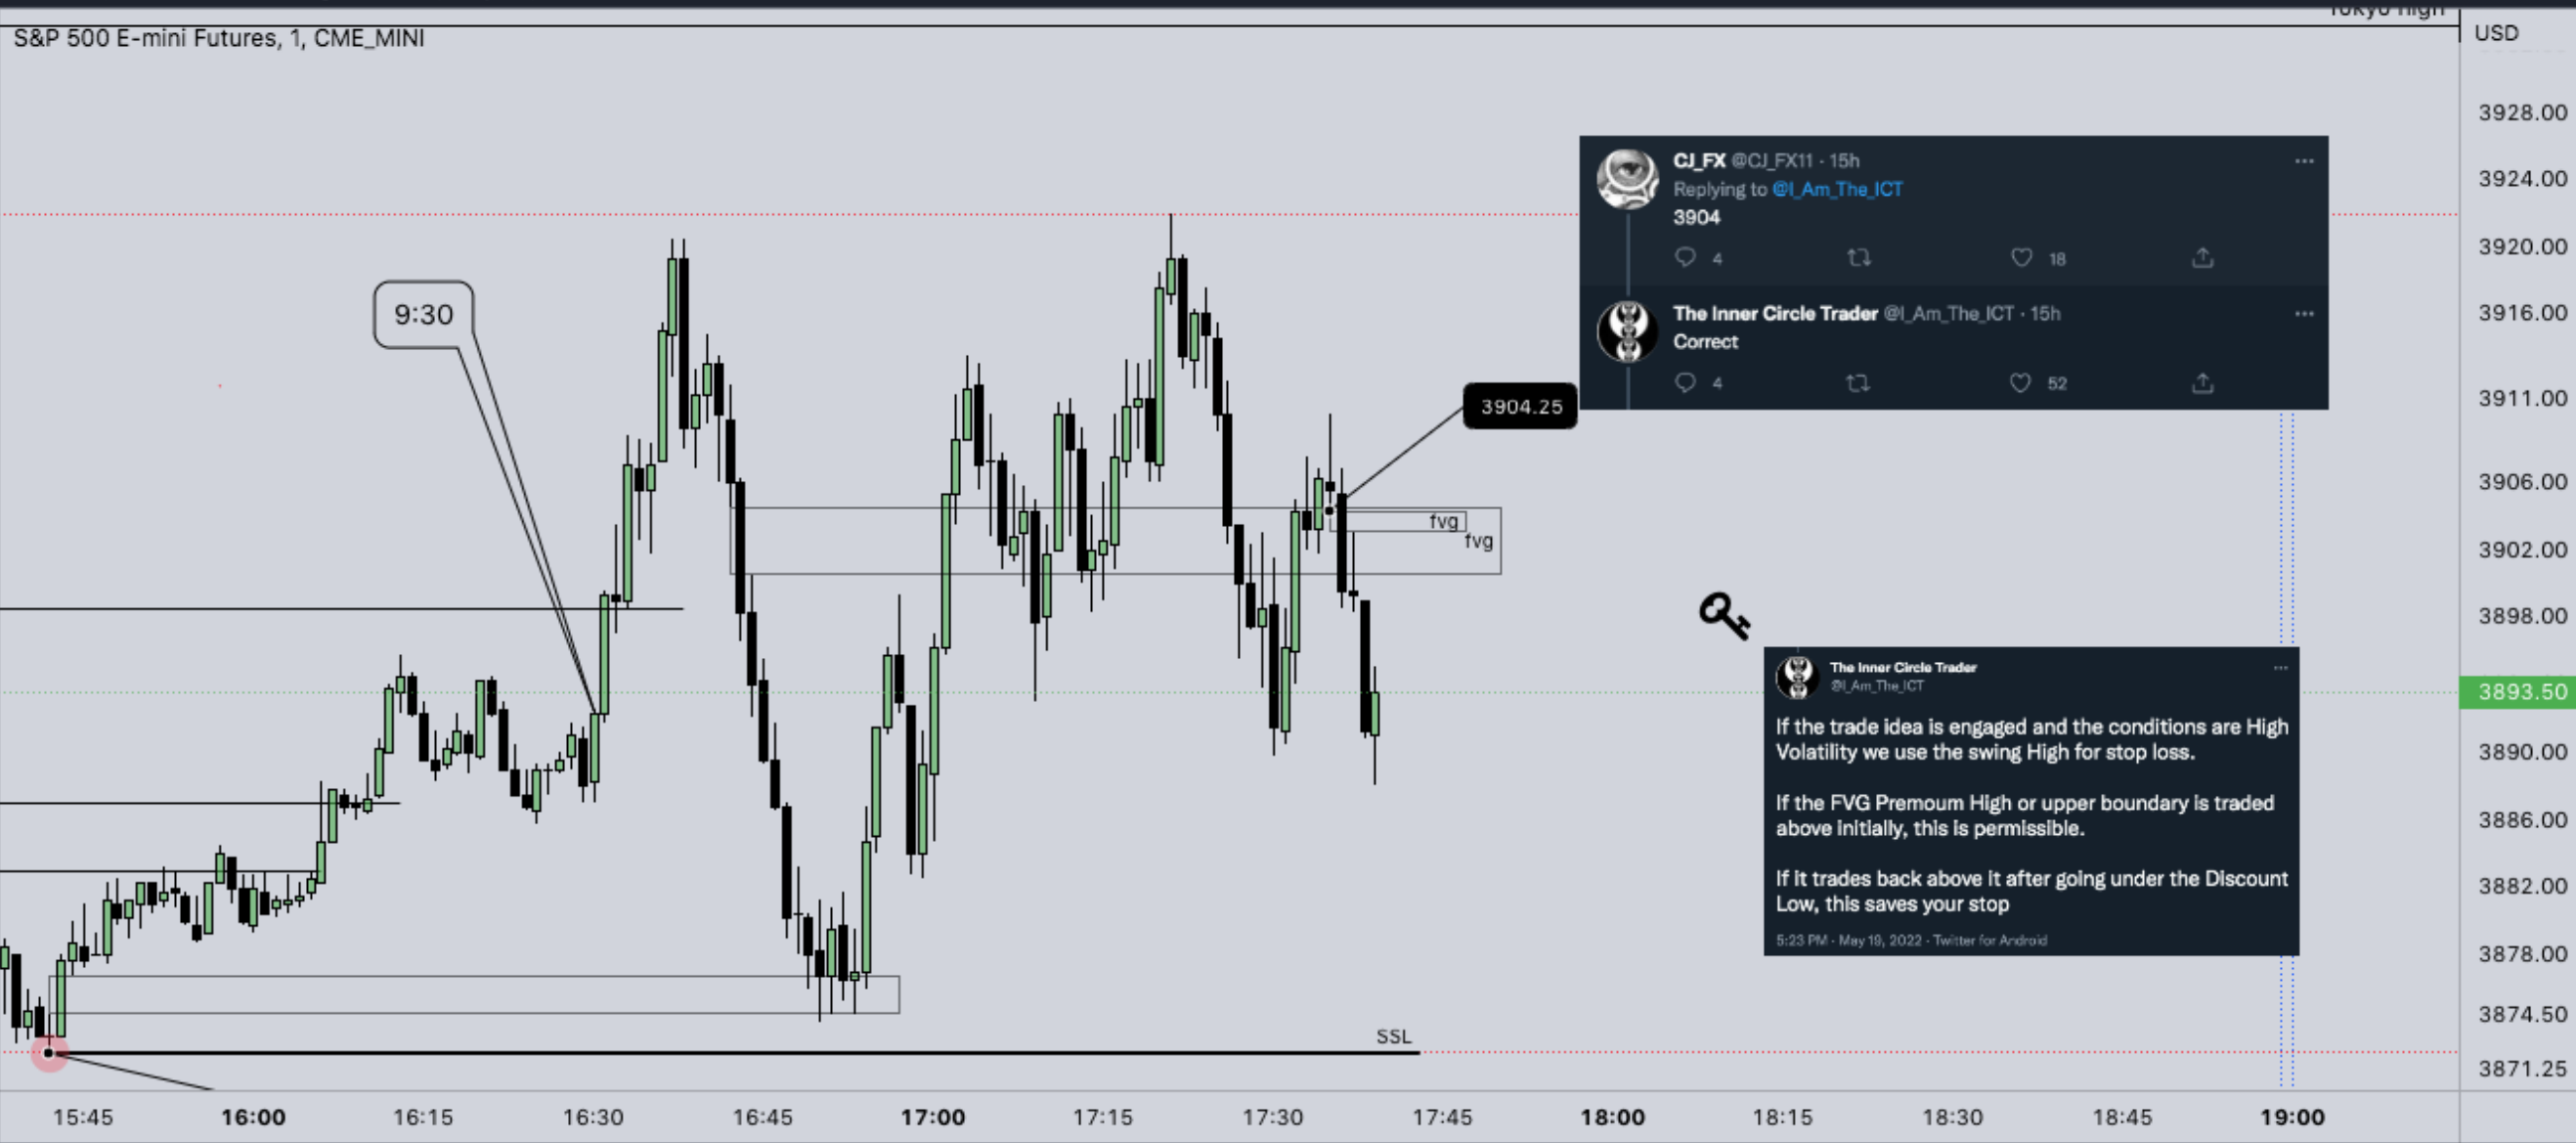 Tokyo high
S&P 500 E-mini Futures, 1, CME_MINI
USD
3928.00
3924.00
3920.00
3916.00
3911.00
3906.00
3902.00
3898.00
3893.50
3890.00
3886.00
3882.00
3878.00
3874.50
3871.25
9:30
CJ_FX @CJ_FX11 · 15h
Replying to @I_Am_The_ICT
3904
4 18
The Inner Circle Trader @I_Am_The_ICT · 15h
Correct
4 52
3904.25
fvg
fvg
The Inner Circle Trader
@I_Am_The_ICT
If the trade idea is engaged and the conditions are High
Volatility we use the swing High for stop loss.
If the FVG Premoum High or upper boundary is traded
above initially, this is permissible.
If it trades back above it after going under the Discount
Low, this saves your stop
5:23 PM · May 19, 2022 · Twitter for Android
SSL
15:45 16:00 16:15 16:30 16:45 17:00 17:15 17:30 17:45 18:00 18:15 18:30 18:45 19:00